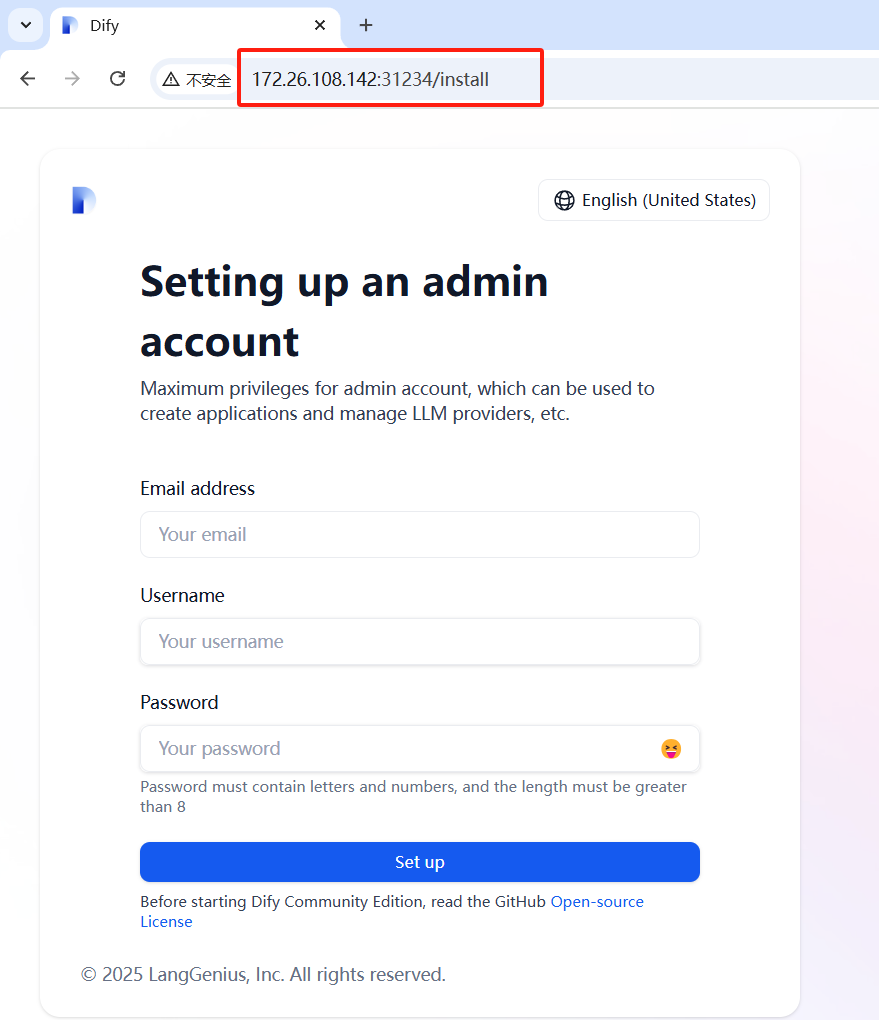 Dify
不安全
172.26.108.142:31234/install
English (United States)
Setting up an admin
account
Maximum privileges for admin account, which can be used to
create applications and manage LLM providers, etc.
Email address
Your email
Username
Your username
Password
Your password
Password must contain letters and numbers, and the length must be greater
than 8
Set up
Before starting Dify Community Edition, read the GitHub Open-source
License
© 2025 LangGenius, Inc. All rights reserved.